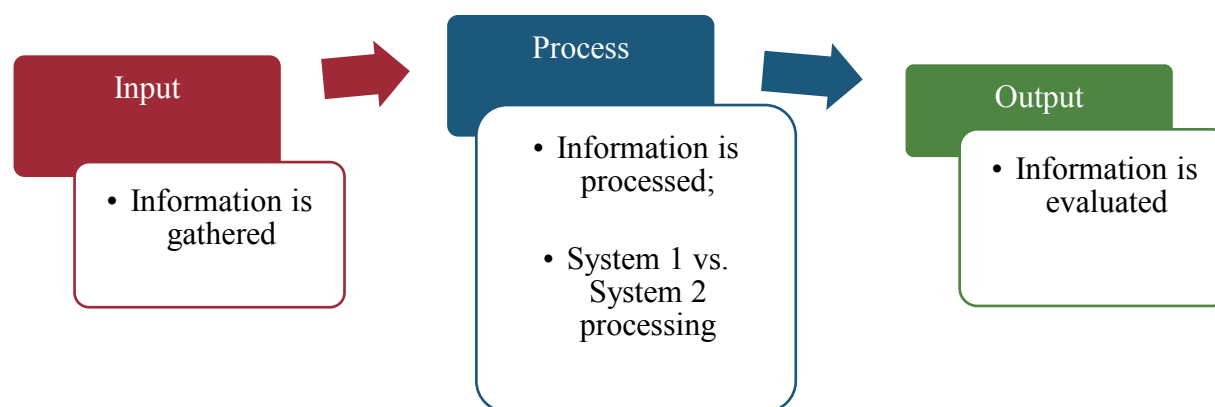 Input
• Information is
gathered
Process
• Information is
processed;
• System 1 vs.
System 2
processing
Output
• Information is
evaluated